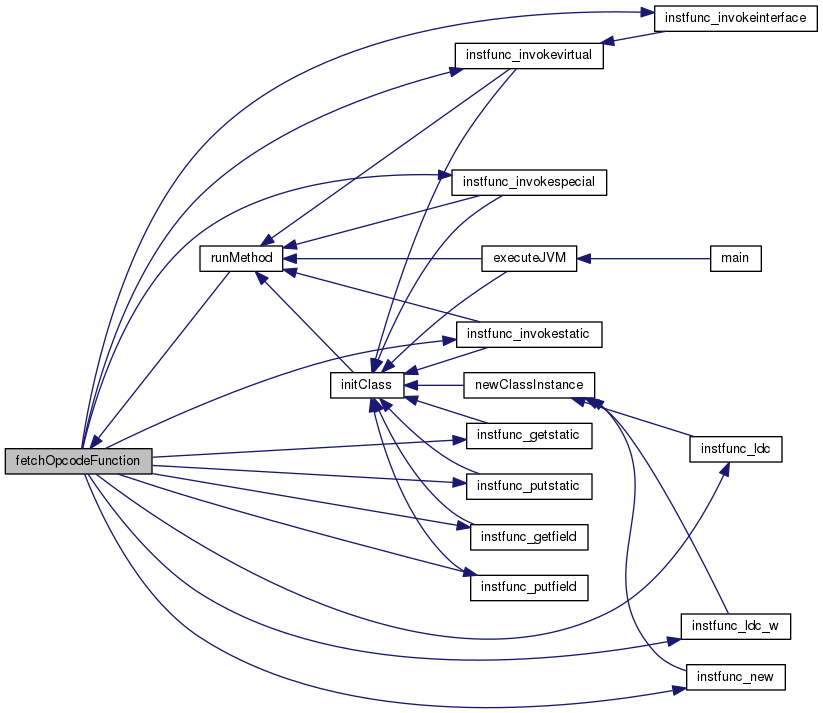 instfunc_invokeinterface
instfunc_invokevirtual
instfunc_invokespecial
runMethod
executeJVM
main
instfunc_invokestatic
initClass
newClassInstance
instfunc_getstatic
instfunc_ldc
fetchOpcodeFunction
instfunc_putstatic
instfunc_getfield
instfunc_putfield
instfunc_ldc_w
instfunc_new